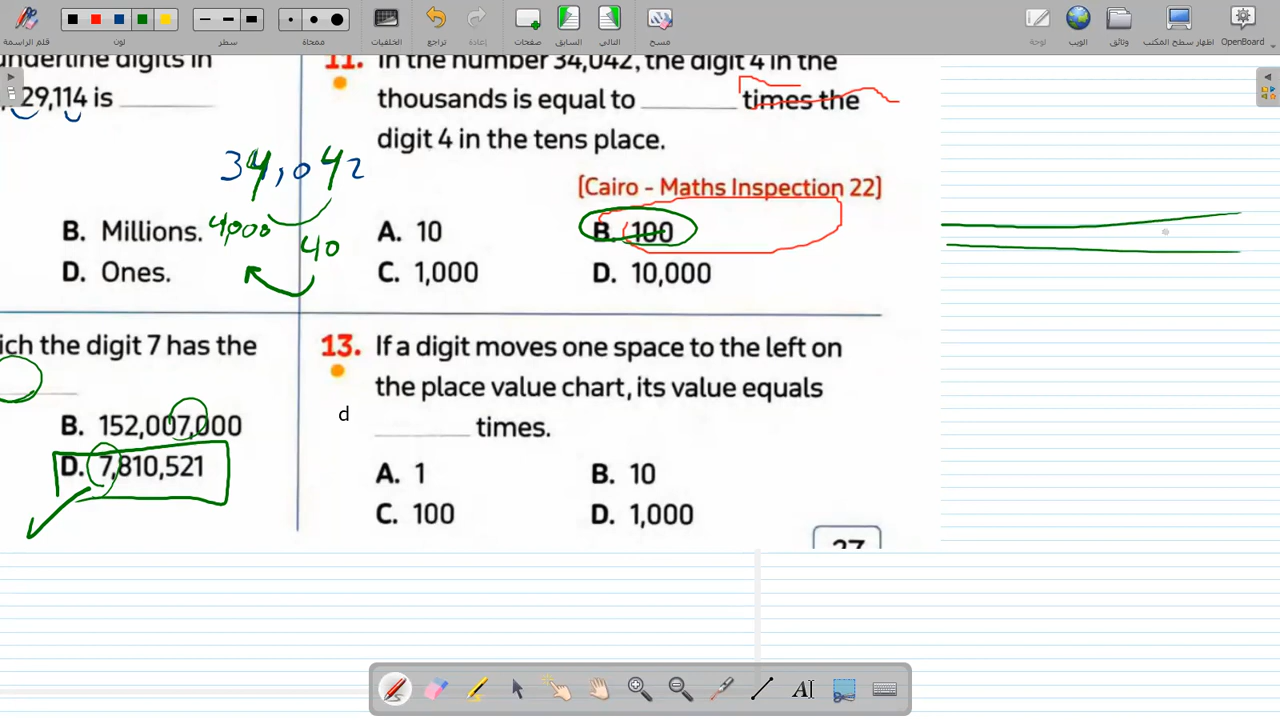 قلم الراسمة
لون
سطر
ممحاة
الخلفيات
تراجع
إعادة
صفحات
السابق
التالي
مسح
لوحة
الويب
وثائق
اظهار سطح المكتب
OpenBoard
underline digits in
29,114 is
B. Millions.
D. Ones.
34,042
4,000
40
11. In the number 34,042, the digit 4 in the
thousands is equal to ________ times the
digit 4 in the tens place.
[Cairo - Maths Inspection 22]
A. 10
B. 100
C. 1,000
D. 10,000
ich the digit 7 has the
B. 152,007,000
D. 7,810,521
13. If a digit moves one space to the left on
the place value chart, its value equals
________ times.
d
A. 1
B. 10
C. 100
D. 1,000
27